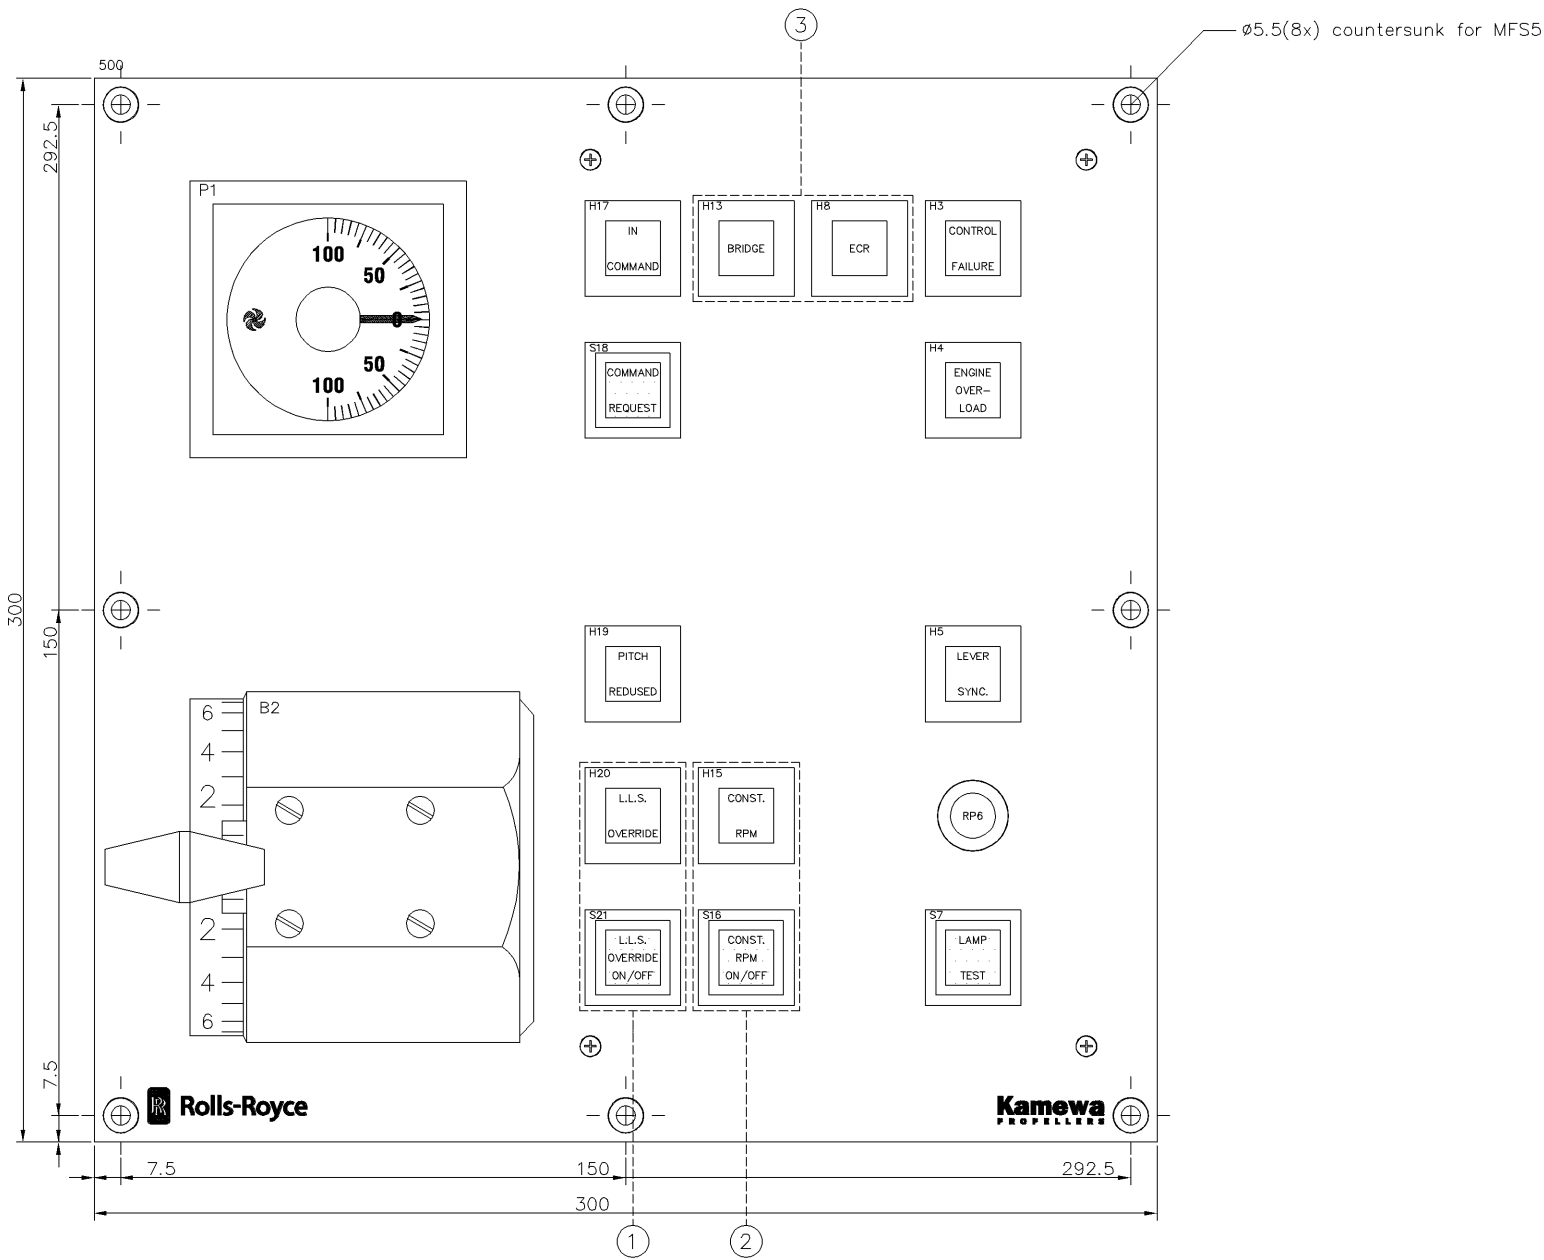 3
ø5.5(8x) countersunk for MFS5
500
292.5
300
150
7.5
P1
100
50
0
50
100
H17
IN
COMMAND
H13
BRIDGE
H8
ECR
H3
CONTROL
FAILURE
S18
COMMAND
REQUEST
H4
ENGINE
OVER-
LOAD
H19
PITCH
REDUSED
H5
LEVER
SYNC.
B2
6
4
2
2
4
6
H20
L.L.S.
OVERRIDE
H15
CONST.
RPM
RP6
S21
L.L.S.
OVERRIDE
ON/OFF
S16
CONST.
RPM
ON/OFF
S7
LAMP
TEST
RR Rolls-Royce
Kamewa
PROPELLERS
7.5
150
292.5
300
1
2